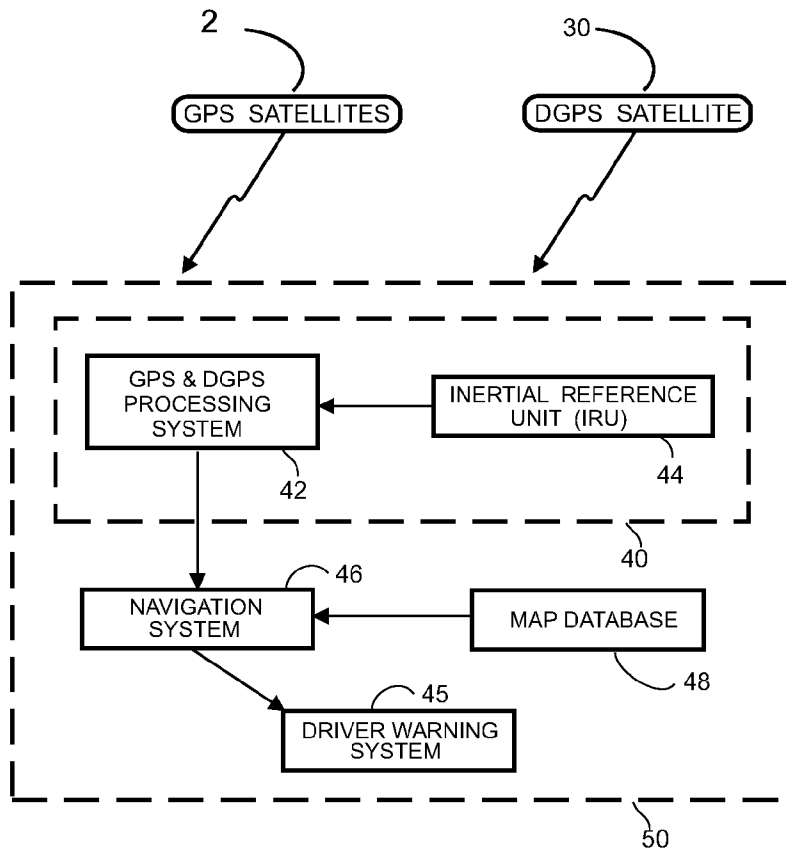 2
30
GPS SATELLITES
DGPS SATELLITE
GPS & DGPS
PROCESSING
SYSTEM
INERTIAL REFERENCE
UNIT (IRU)
42
44
40
46
NAVIGATION
SYSTEM
MAP DATABASE
48
45
DRIVER WARNING
SYSTEM
50